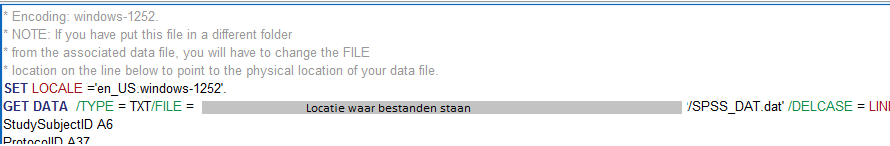 * Encoding: windows-1252.
* NOTE: If you have put this file in a different folder
* from the associated data file, you will have to change the FILE
* location on the line below to point to the physical location of your data file.
SET LOCALE ='en_US.windows-1252'.
GET DATA /TYPE = TXT/FILE = Locatie waar bestanden staan '/SPSS_DAT.dat' /DELCASE = LINE
StudySubjectID A6
ProtocolID A37